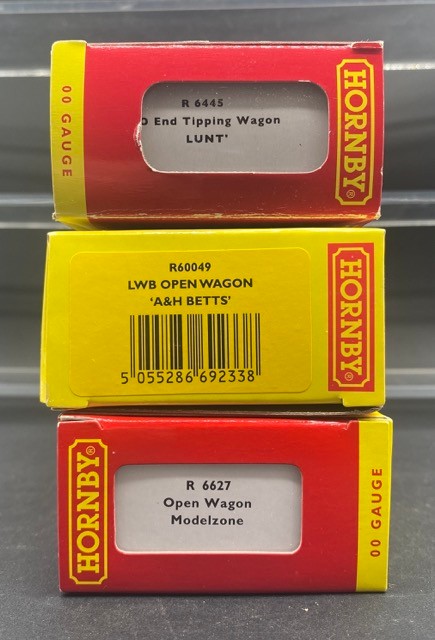 00 GAUGE
R 6445
End Tipping Wagon
LUNT'
HORNBY®
R60049
LWB OPEN WAGON
'A&H BETTS'
5 055286 692338
HORNBY®
HORNBY®
R 6627
Open Wagon
Modelzone
00 GAUGE